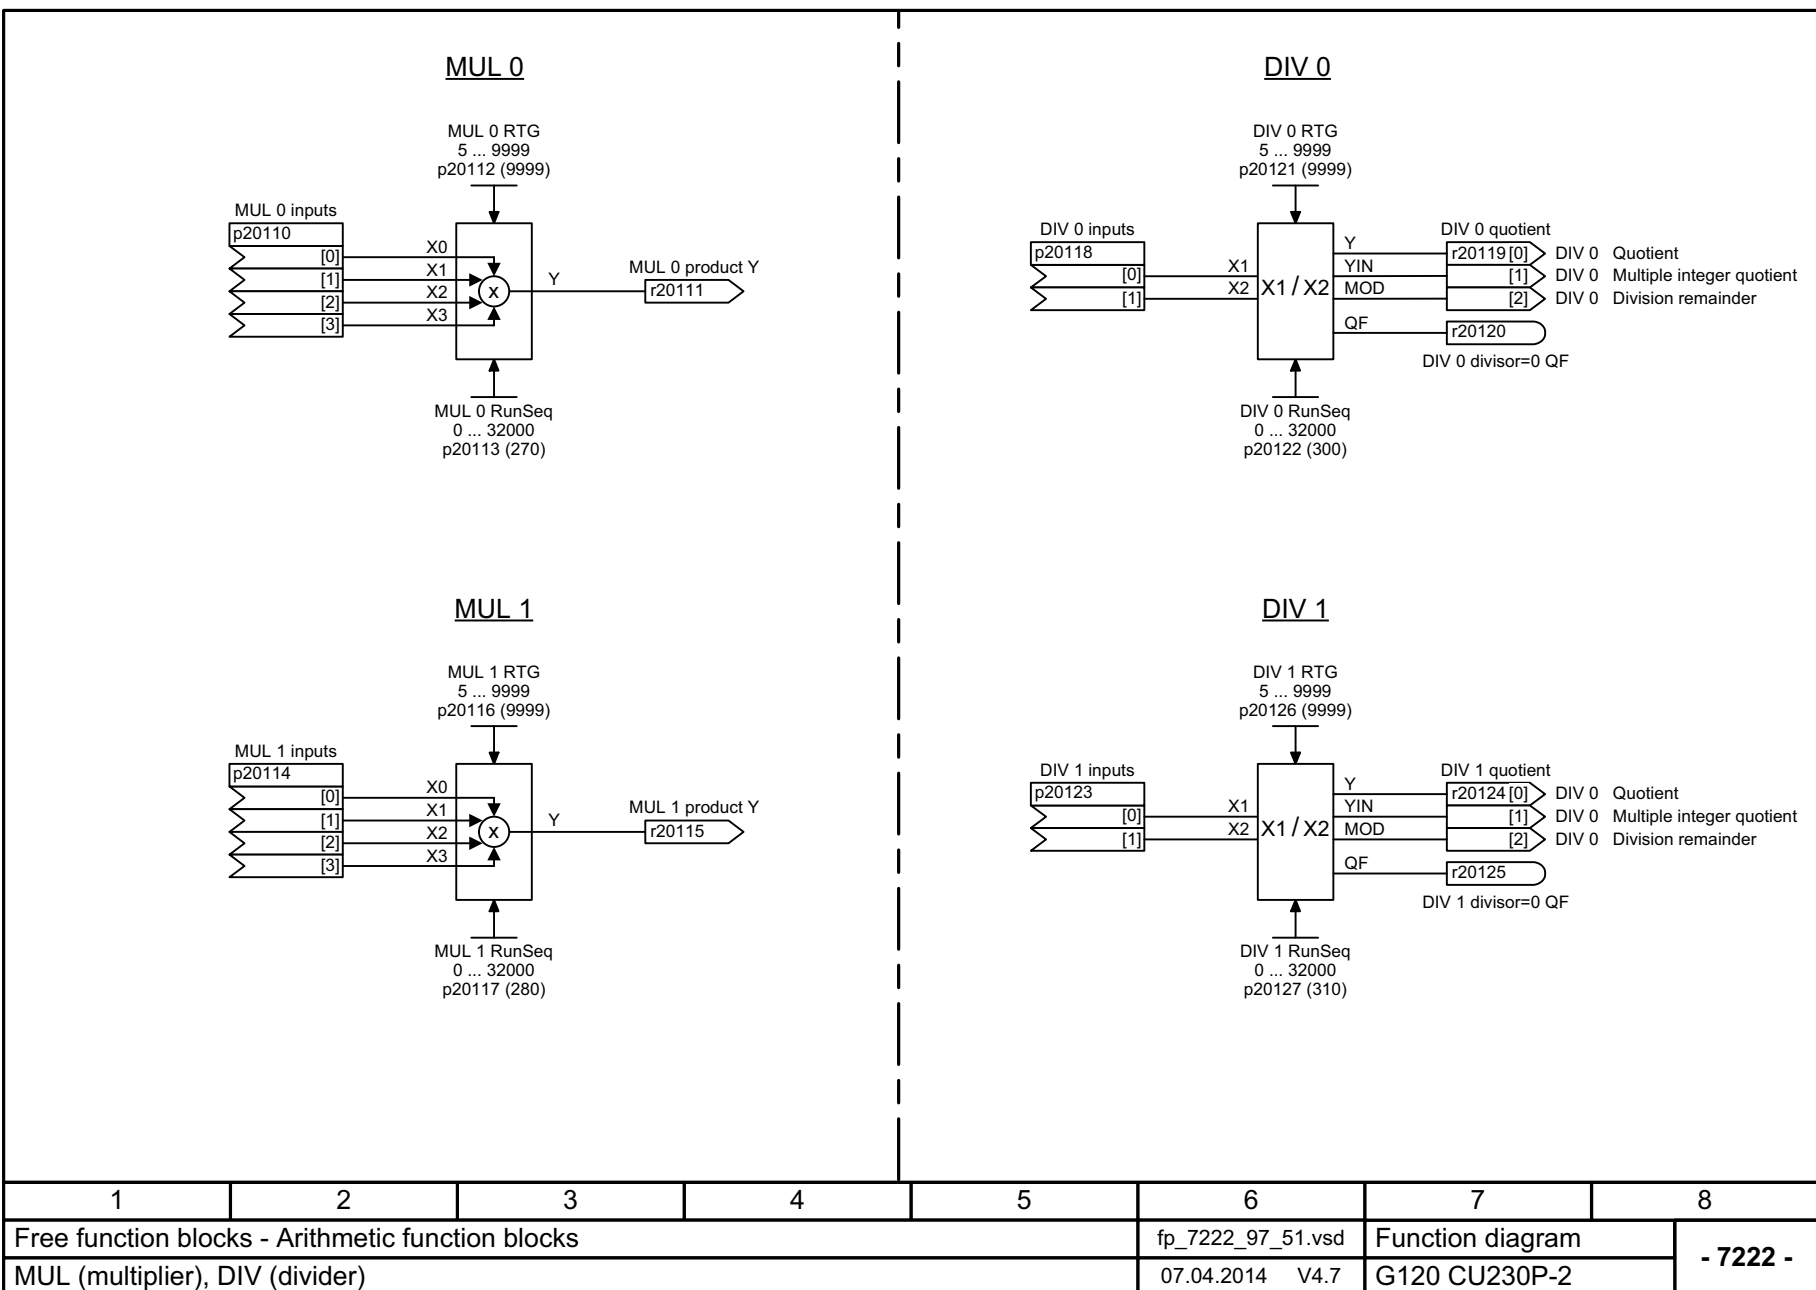 MUL 0
MUL 0 RTG
5 ... 9999
p20112 (9999)
MUL 0 inputs
p20110
[0]
[1]
[2]
[3]
X0
X1
X2
X3
x
Y
MUL 0 product Y
r20111
MUL 0 RunSeq
0 ... 32000
p20113 (270)
DIV 0
DIV 0 RTG
5 ... 9999
p20121 (9999)
DIV 0 inputs
p20118
[0]
[1]
X1
X2
X1 / X2
Y
YIN
MOD
QF
DIV 0 quotient
r20119 [0] DIV 0 Quotient
[1] DIV 0 Multiple integer quotient
[2] DIV 0 Division remainder
r20120
DIV 0 divisor=0 QF
DIV 0 RunSeq
0 ... 32000
p20122 (300)
MUL 1
MUL 1 RTG
5 ... 9999
p20116 (9999)
MUL 1 inputs
p20114
[0]
[1]
[2]
[3]
X0
X1
X2
X3
x
Y
MUL 1 product Y
r20115
MUL 1 RunSeq
0 ... 32000
p20117 (280)
DIV 1
DIV 1 RTG
5 ... 9999
p20126 (9999)
DIV 1 inputs
p20123
[0]
[1]
X1
X2
X1 / X2
Y
YIN
MOD
QF
DIV 1 quotient
r20124 [0] DIV 0 Quotient
[1] DIV 0 Multiple integer quotient
[2] DIV 0 Division remainder
r20125
DIV 1 divisor=0 QF
DIV 1 RunSeq
0 ... 32000
p20127 (310)
1 2 3 4 5 6 7 8
Free function blocks - Arithmetic function blocks
fp_7222_97_51.vsd
Function diagram
- 7222 -
MUL (multiplier), DIV (divider)
07.04.2014 V4.7
G120 CU230P-2